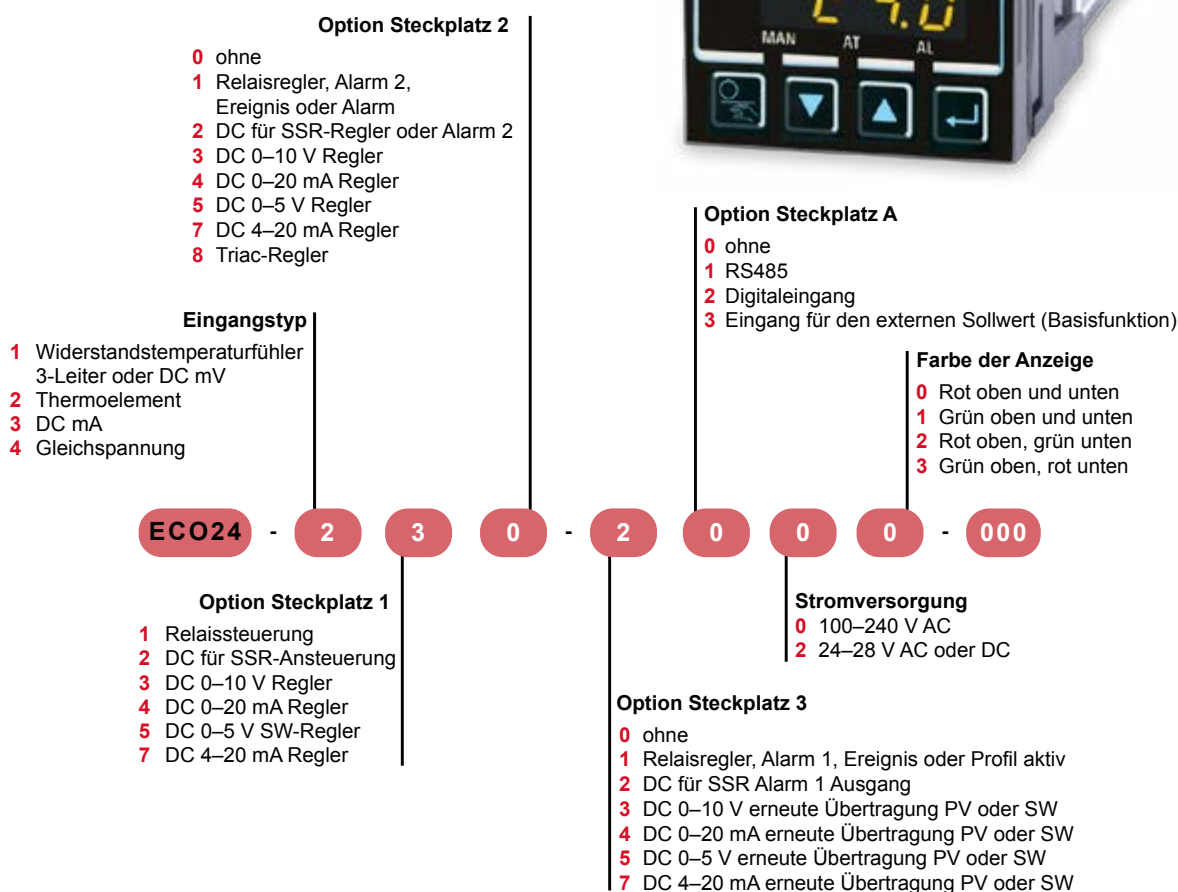 Option Steckplatz 2
0 ohne
1 Relaisregler, Alarm 2,
Ereignis oder Alarm
2 DC für SSR-Regler oder Alarm 2
3 DC 0–10 V Regler
4 DC 0–20 mA Regler
5 DC 0–5 V Regler
7 DC 4–20 mA Regler
8 Triac-Regler
MAN AT AL
Option Steckplatz A
0 ohne
1 RS485
2 Digitaleingang
3 Eingang für den externen Sollwert (Basisfunktion)
Eingangstyp
1 Widerstandstemperaturfühler
3-Leiter oder DC mV
2 Thermoelement
3 DC mA
4 Gleichspannung
Farbe der Anzeige
0 Rot oben und unten
1 Grün oben und unten
2 Rot oben, grün unten
3 Grün oben, rot unten
ECO24 - 2 3 0 - 2 0 0 0 - 000
Option Steckplatz 1
1 Relaissteuerung
2 DC für SSR-Ansteuerung
3 DC 0–10 V Regler
4 DC 0–20 mA Regler
5 DC 0–5 V SW-Regler
7 DC 4–20 mA Regler
Stromversorgung
0 100–240 V AC
2 24–28 V AC oder DC
Option Steckplatz 3
0 ohne
1 Relaisregler, Alarm 1, Ereignis oder Profil aktiv
2 DC für SSR Alarm 1 Ausgang
3 DC 0–10 V erneute Übertragung PV oder SW
4 DC 0–20 mA erneute Übertragung PV oder SW
5 DC 0–5 V erneute Übertragung PV oder SW
7 DC 4–20 mA erneute Übertragung PV oder SW